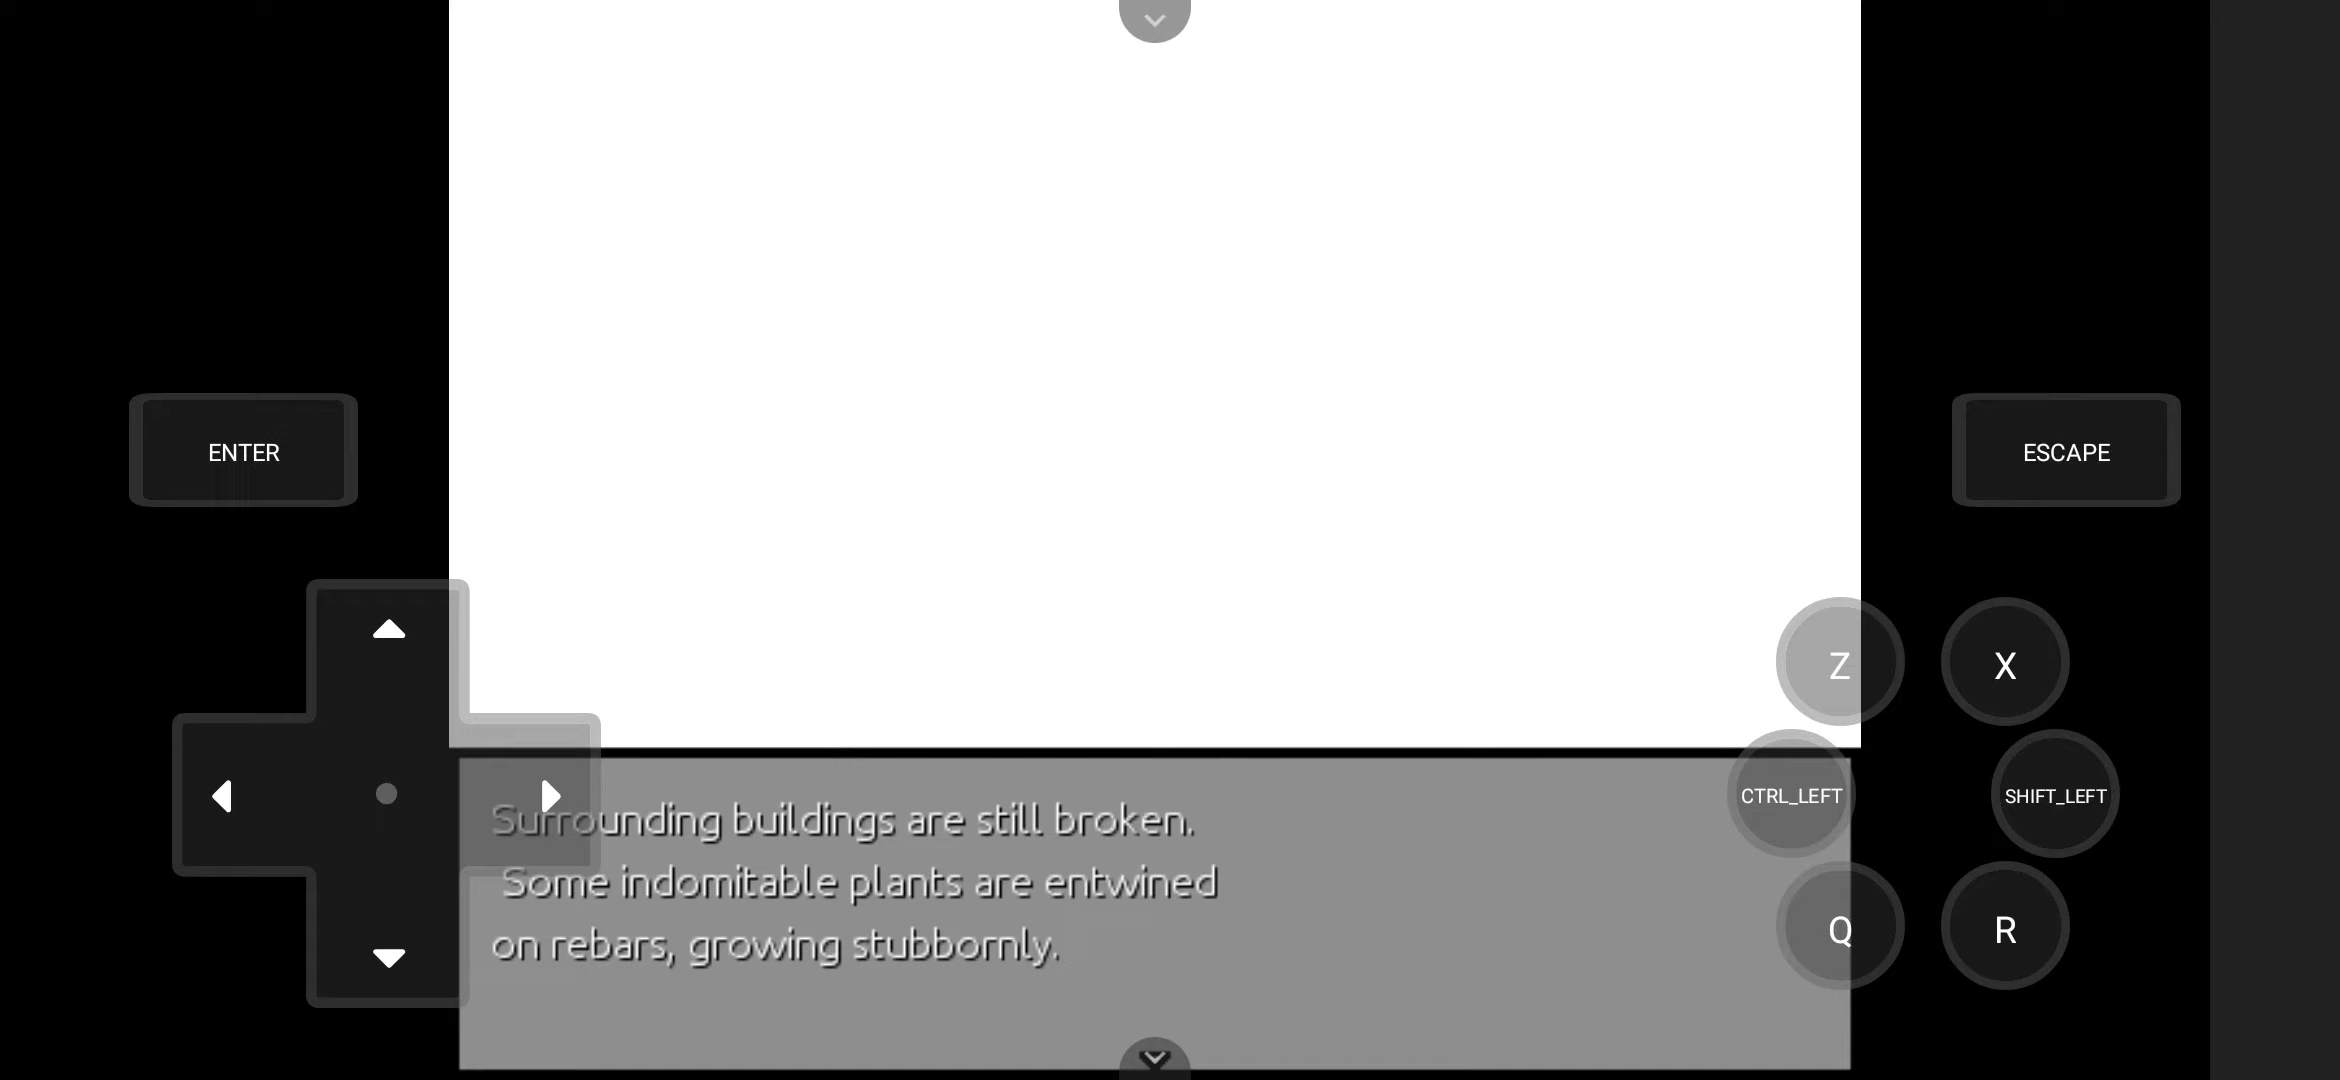 ENTER
ESCAPE
Z
X
CTRL_LEFT
SHIFT_LEFT
Q
R
Surrounding buildings are still broken.
Some indomitable plants are entwined
on rebars, growing stubbornly.